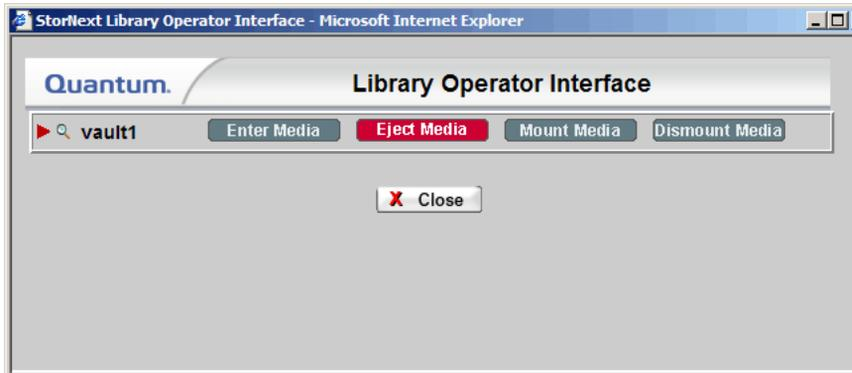 StorNext Library Operator Interface - Microsoft Internet Explorer
Quantum. Library Operator Interface
vault1 Enter Media Eject Media Mount Media Dismount Media
X Close